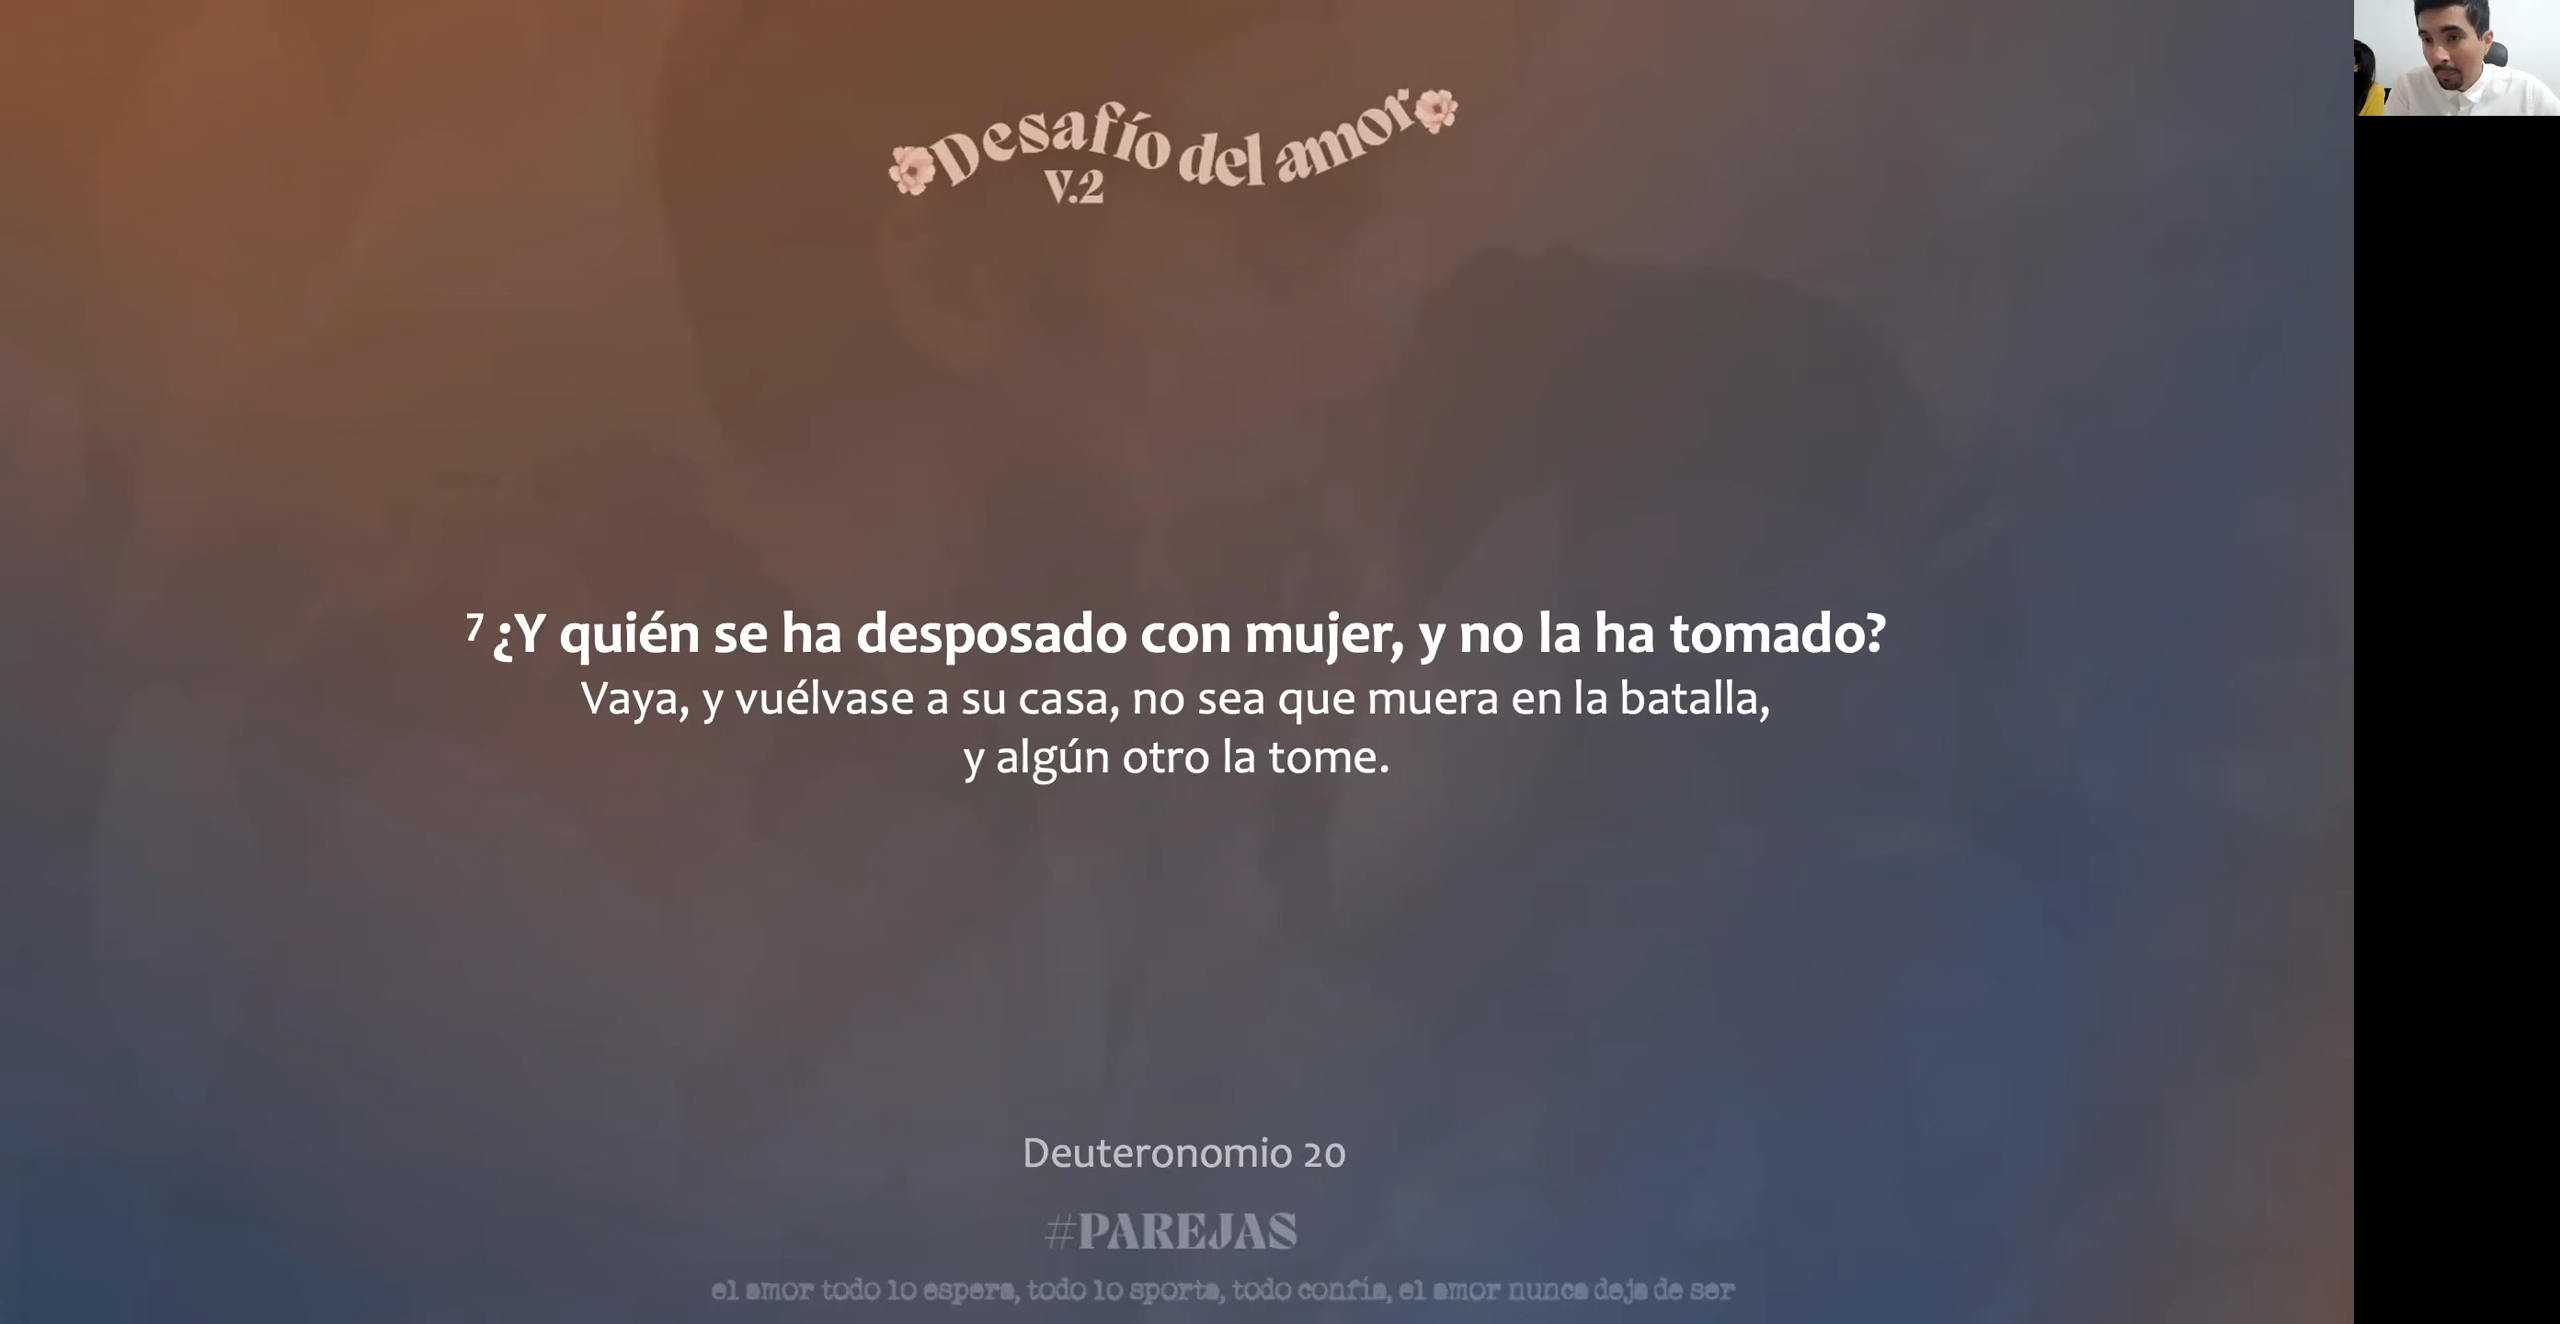 Desafío del amor
V.2
⁷ ¿Y quién se ha desposado con mujer, y no la ha tomado?
Vaya, y vuélvase a su casa, no sea que muera en la batalla,
y algún otro la tome.
Deuteronomio 20
#PAREJAS
el amor todo lo espera, todo lo sporta, todo confía, el amor nunca deja de ser